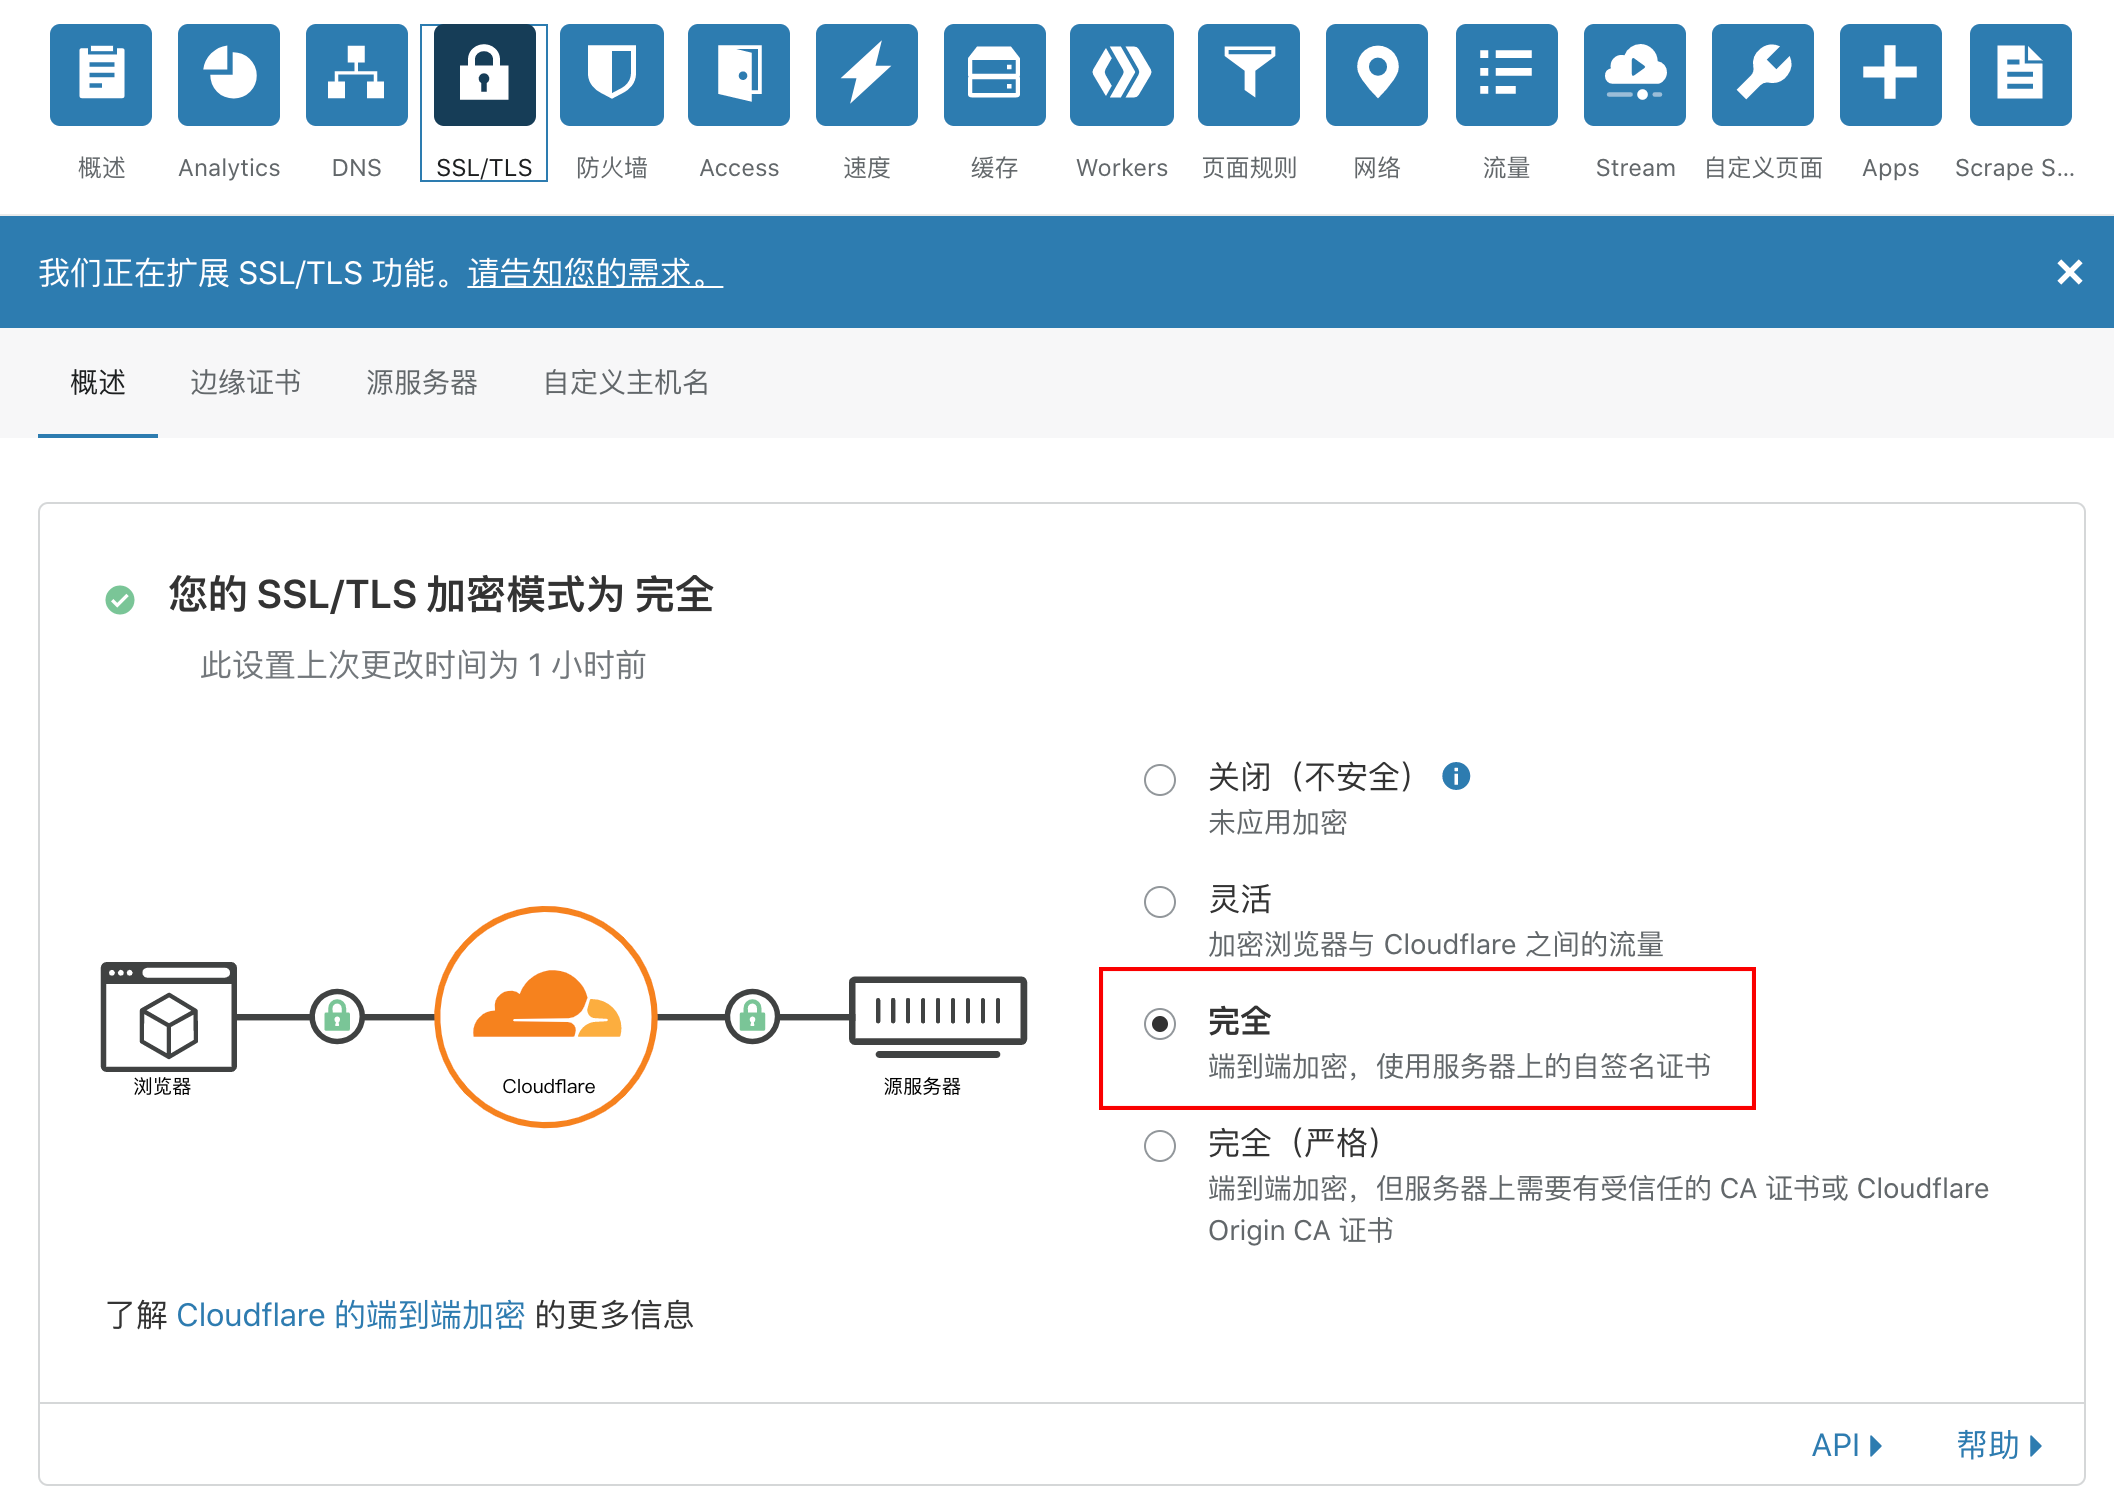 概述
Analytics
DNS
SSL/TLS
防火墙
Access
速度
缓存
Workers
页面规则
网络
流量
Stream
自定义页面
Apps
Scrape S...
我们正在扩展 SSL/TLS 功能。请告知您的需求。
概述
边缘证书
源服务器
自定义主机名
您的 SSL/TLS 加密模式为 完全
此设置上次更改时间为 1 小时前
浏览器
Cloudflare
源服务器
关闭（不安全）
未应用加密
灵活
加密浏览器与 Cloudflare 之间的流量
完全
端到端加密，使用服务器上的自签名证书
完全（严格）
端到端加密，但服务器上需要有受信任的 CA 证书或 Cloudflare
Origin CA 证书
了解 Cloudflare 的端到端加密 的更多信息
API
帮助